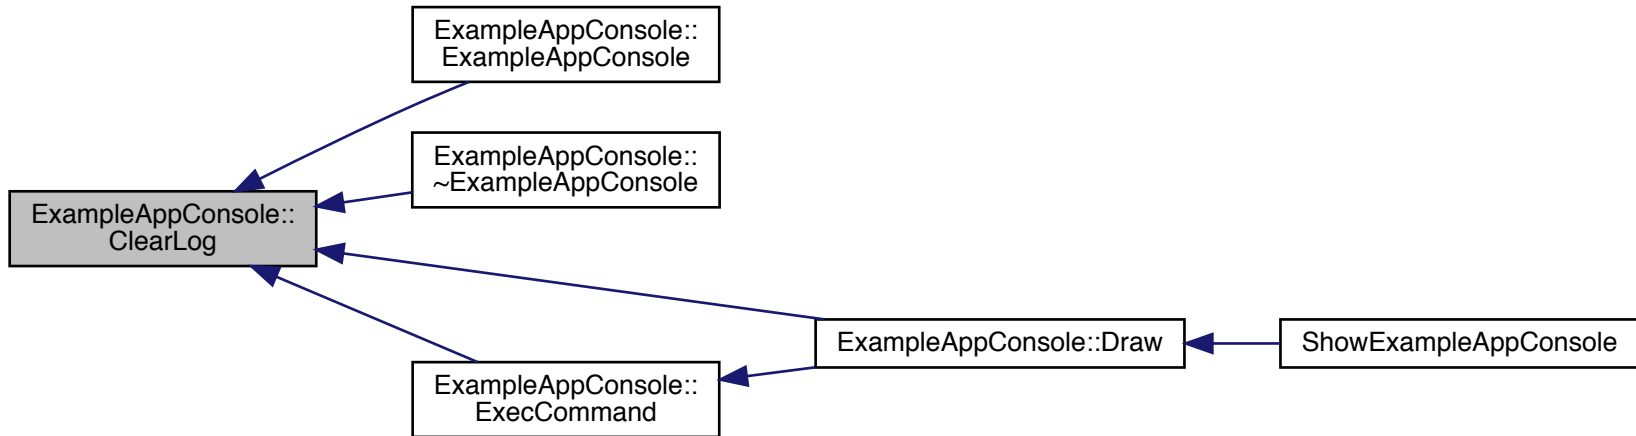 ExampleAppConsole::
ExampleAppConsole
ExampleAppConsole::
~ExampleAppConsole
ExampleAppConsole::
ClearLog
ExampleAppConsole::Draw
ShowExampleAppConsole
ExampleAppConsole::
ExecCommand